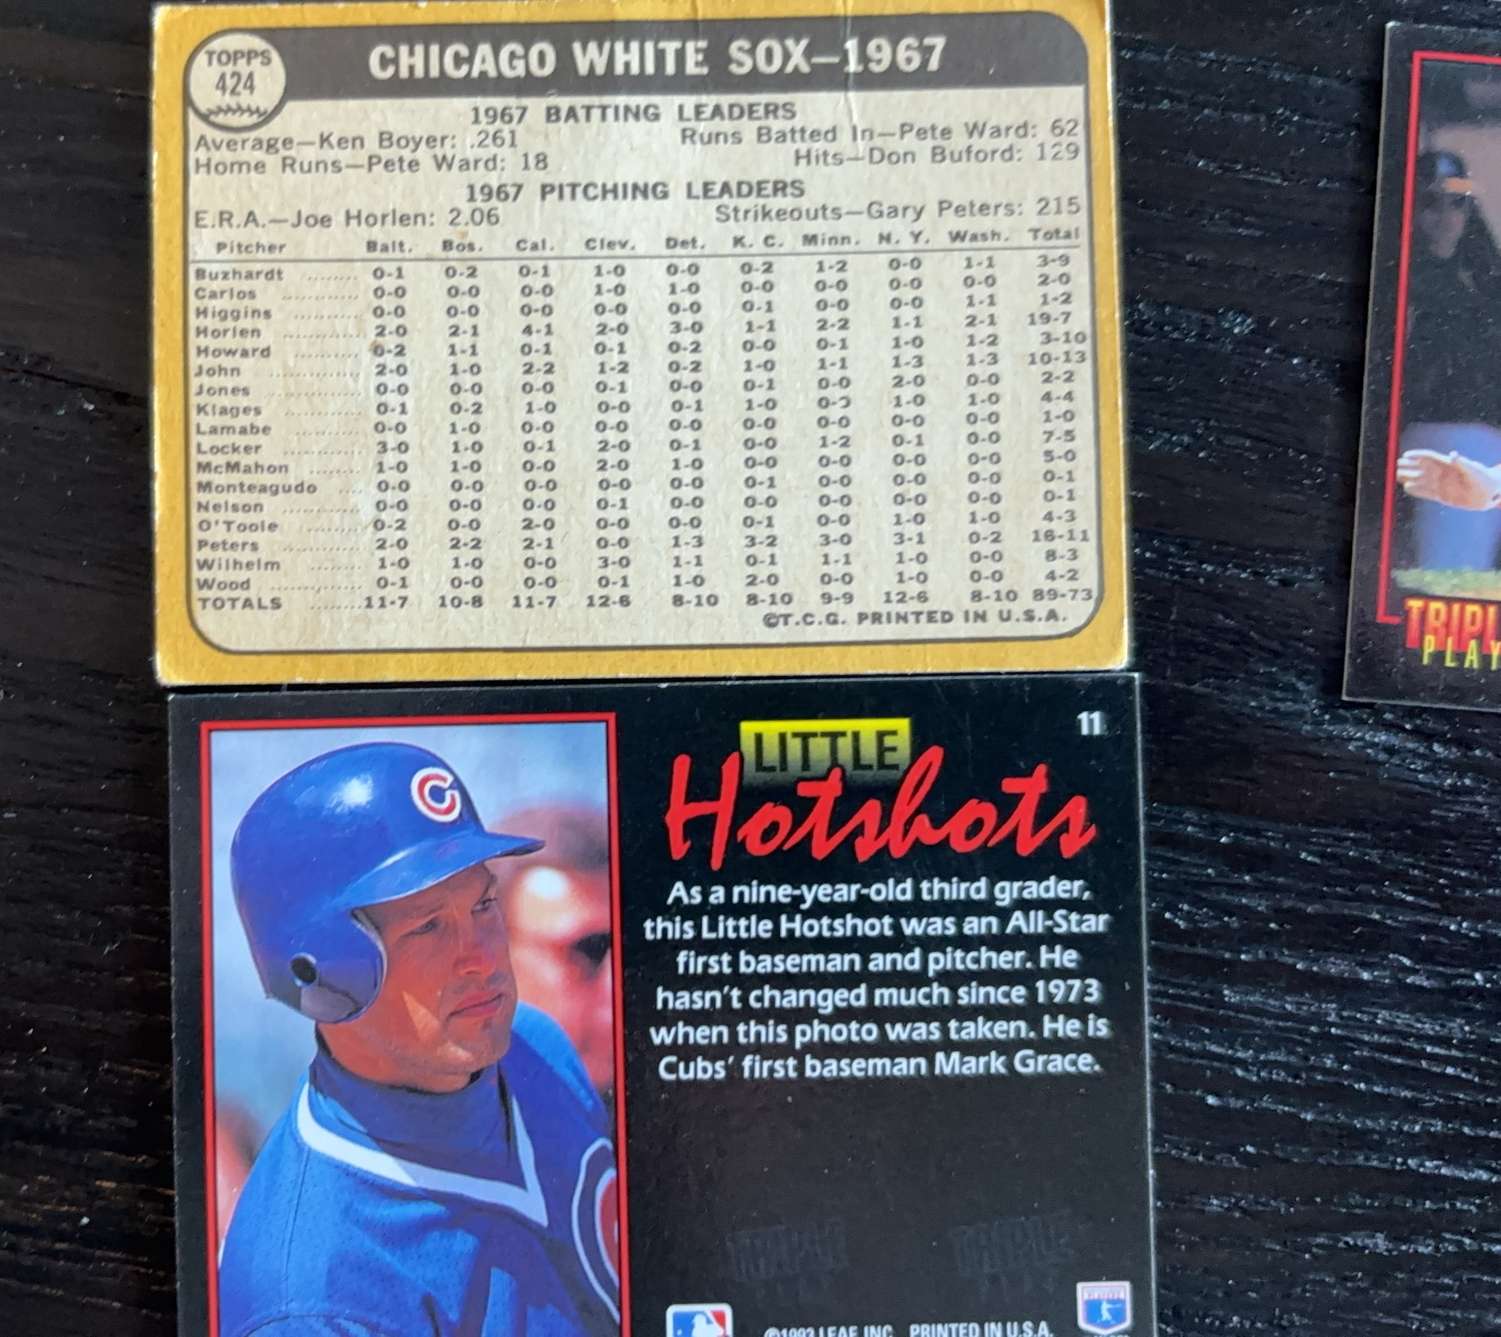 TOPPS
424
CHICAGO WHITE SOX—1967
1967 BATTING LEADERS
Average—Ken Boyer: .261 Runs Batted In—Pete Ward: 62
Home Runs—Pete Ward: 18 Hits—Don Buford: 129
1967 PITCHING LEADERS
E.R.A.—Joe Horlen: 2.06 Strikeouts—Gary Peters: 215
Pitcher Balt. Bos. Cal. Clev. Det. K. C. Minn. N. Y. Wash. Total
Buzhardt ........ 0-1 0-2 0-1 1-0 0-0 0-2 1-2 0-0 1-1 3-9
Carlos ............ 0-0 0-0 0-0 1-0 1-0 0-0 0-0 0-0 0-0 2-0
Higgins .......... 0-0 0-0 0-0 0-0 0-0 0-1 0-0 0-0 1-1 1-2
Horlen ............ 2-0 2-1 4-1 2-0 3-0 1-1 2-2 1-1 2-1 19-7
Howard .......... 0-2 1-1 0-1 0-1 0-2 0-0 0-1 1-0 1-2 3-10
John .............. 2-0 1-0 2-2 1-2 0-2 1-0 1-1 1-3 1-3 10-13
Jones ............ 0-0 0-0 0-0 0-1 0-0 0-1 0-0 2-0 0-0 2-2
Klages ............ 0-1 0-2 1-0 0-0 0-1 1-0 0-0 1-0 1-0 4-4
Lamabe .......... 0-0 1-0 0-0 0-0 0-0 0-0 0-0 0-0 0-0 1-0
Locker ............ 3-0 1-0 0-1 2-0 0-1 0-0 1-2 0-1 0-0 7-5
McMahon ....... 1-0 1-0 0-0 2-0 1-0 0-0 0-0 0-0 0-0 5-0
Monteagudo .... 0-0 0-0 0-0 0-0 0-0 0-1 0-0 0-0 0-0 0-1
Nelson ............ 0-0 0-0 0-0 0-1 0-0 0-0 0-0 0-0 0-0 0-1
O'Toole .......... 0-2 0-0 2-0 0-0 0-0 0-1 0-0 1-0 1-0 4-3
Peters ............ 2-0 2-2 2-1 0-0 1-3 3-2 3-0 3-1 0-2 16-11
Wilhelm ........ 1-0 1-0 0-0 3-0 1-1 0-1 1-1 1-0 0-0 8-3
Wood .............. 0-1 0-0 0-0 0-1 1-0 2-0 0-0 1-0 0-0 4-2
TOTALS ........ 11-7 10-8 11-7 12-6 8-10 8-10 9-9 12-6 8-10 89-73
©T.C.G. PRINTED IN U.S.A.
11
LITTLE
Hotshots
As a nine-year-old third grader,
this Little Hotshot was an All-Star
first baseman and pitcher. He
hasn't changed much since 1973
when this photo was taken. He is
Cubs' first baseman Mark Grace.
LEAF, INC. PRINTED IN U.S.A.
C